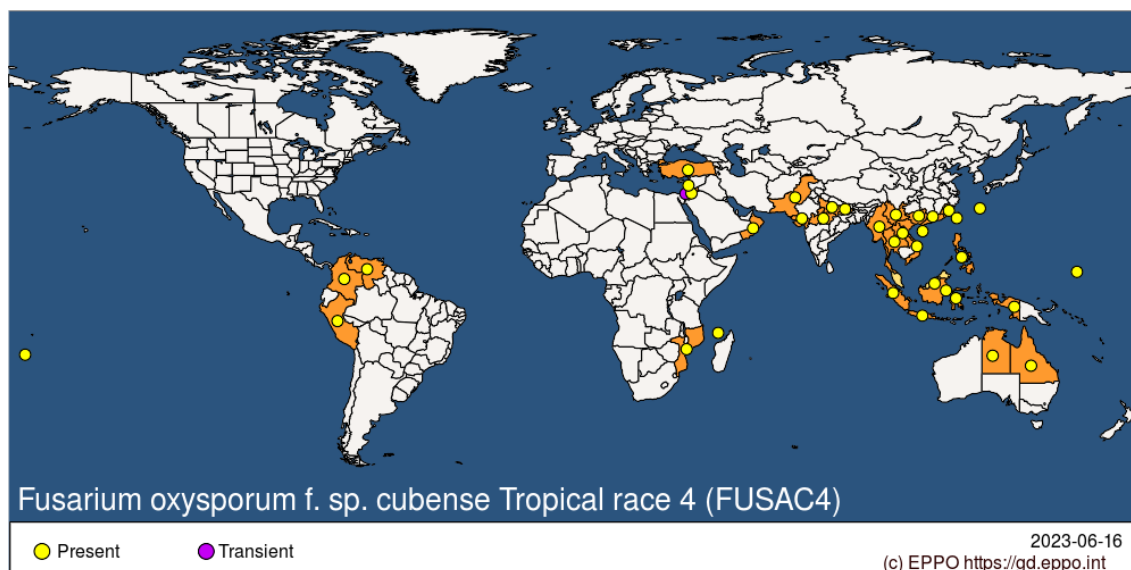 Fusarium oxysporum f. sp. cubense Tropical race 4 (FUSAC4)
Present
Transient
2023-06-16
(c) EPPO https://gd.eppo.int